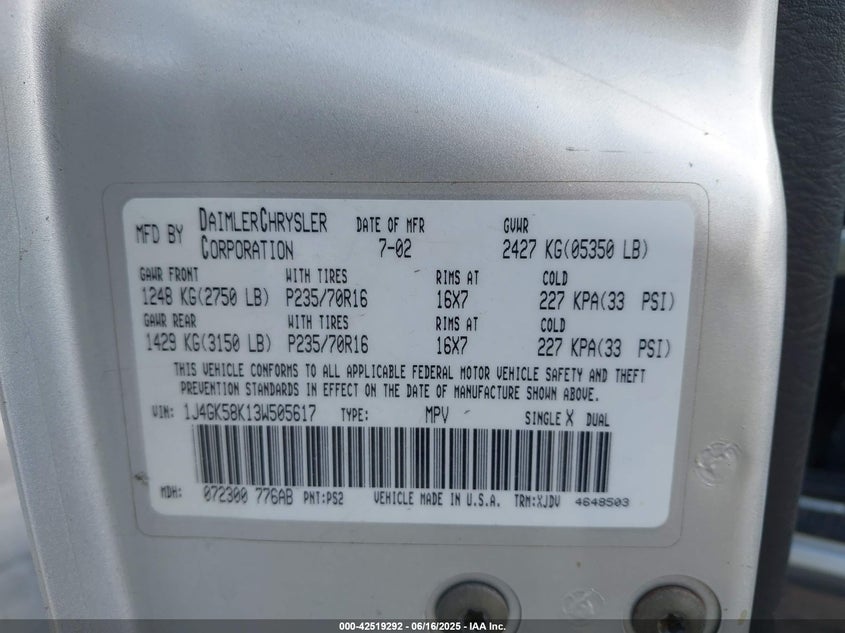 MFD BY DAIMLERCHRYSLER CORPORATION DATE OF MFR 7-02 GVWR 2427 KG(05350 LB)
GAWR FRONT WITH TIRES RIMS AT COLD
1248 KG(2750 LB) P235/70R16 16X7 227 KPA(33 PSI)
GAWR REAR WITH TIRES RIMS AT COLD
1429 KG(3150 LB) P235/70R16 16X7 227 KPA(33 PSI)
THIS VEHICLE CONFORMS TO ALL APPLICABLE FEDERAL MOTOR VEHICLE SAFETY AND THEFT
PREVENTION STANDARDS IN EFFECT ON THE DATE OF MANUFACTURE SHOWN ABOVE.
VIN: 1J4GK58K13W505617 TYPE: MPV SINGLE X DUAL
MDH: 072300 776AB PNT:PS2 VEHICLE MADE IN U.S.A. TRM:XJDV 4648503
000-42519292 - 06/16/2025 - IAA Inc.